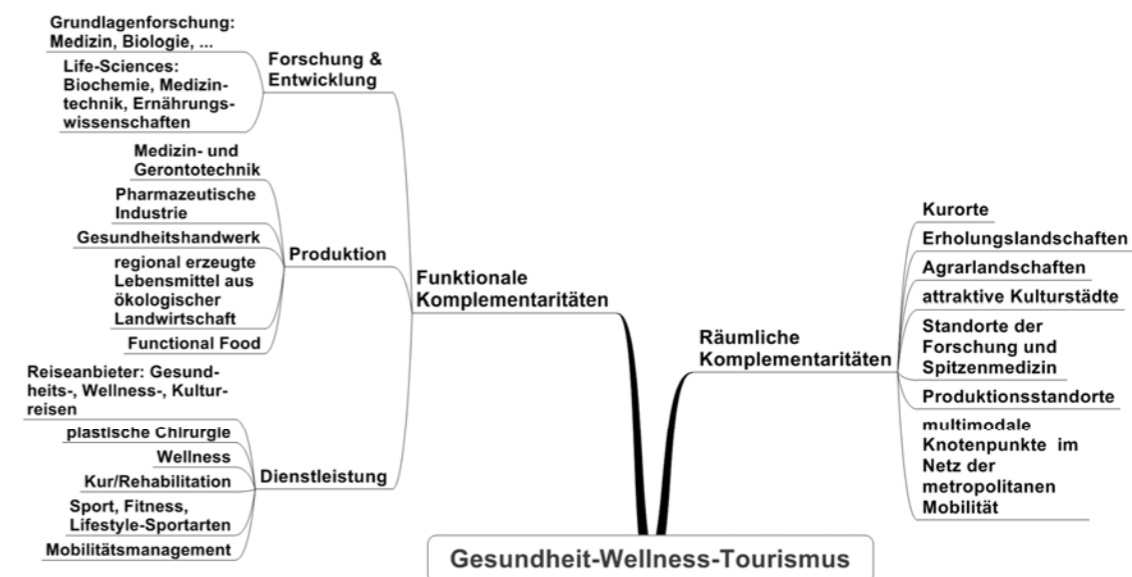 Grundlagenforschung:
Medizin, Biologie, ...
Life-Sciences:
Biochemie, Medizin-
technik, Ernährungs-
wissenschaften
Forschung &
Entwicklung
Medizin- und
Gerontotechnik
Pharmazeutische
Industrie
Gesundheitshandwerk
regional erzeugte
Lebensmittel aus
ökologischer
Landwirtschaft
Functional Food
Produktion
Reiseanbieter: Gesund-
heits-, Wellness-, Kultur-
reisen
plastische Chirurgie
Wellness
Kur/Rehabilitation
Sport, Fitness,
Lifestyle-Sportarten
Mobilitätsmanagement
Dienstleistung
Funktionale
Komplementaritäten
Räumliche
Komplementaritäten
Kurorte
Erholungslandschaften
Agrarlandschaften
attraktive Kulturstädte
Standorte der
Forschung und
Spitzenmedizin
Produktionsstandorte
multimodale
Knotenpunkte im
Netz der
metropolitanen
Mobilität
Gesundheit-Wellness-Tourismus